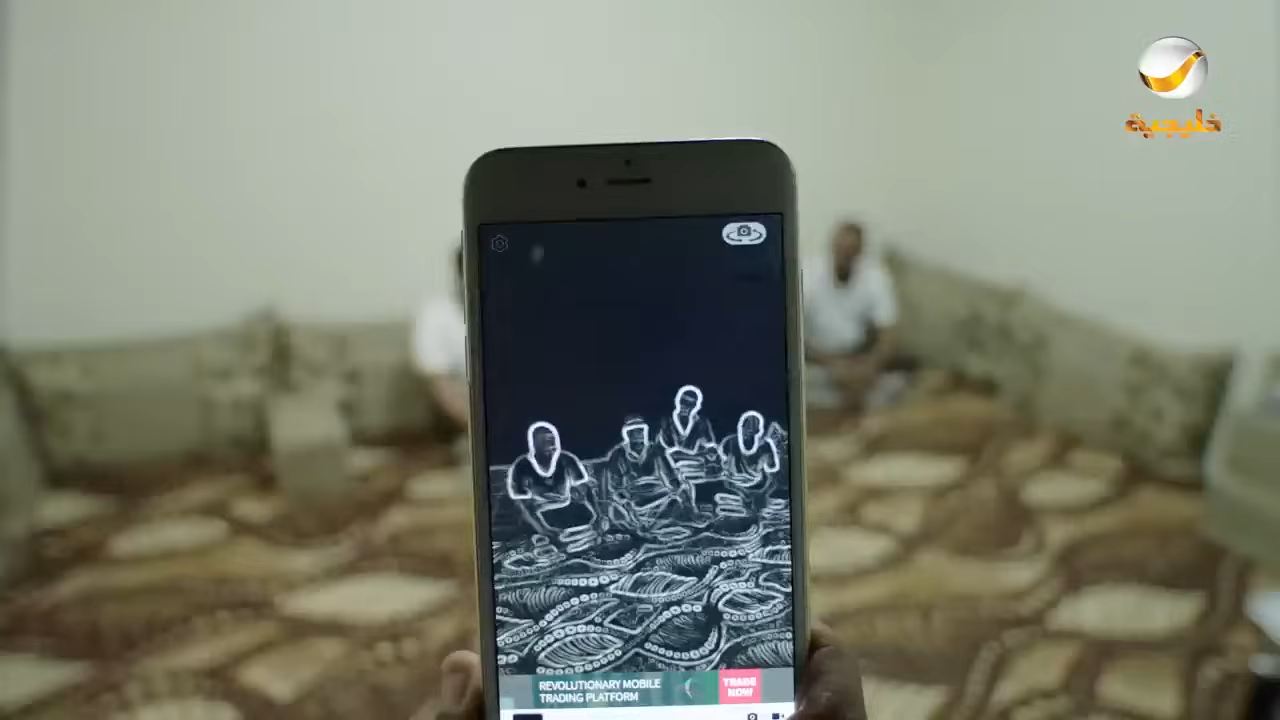 خليجية
REVOLUTIONARY MOBILE
TRADING PLATFORM
TRADE
NOW